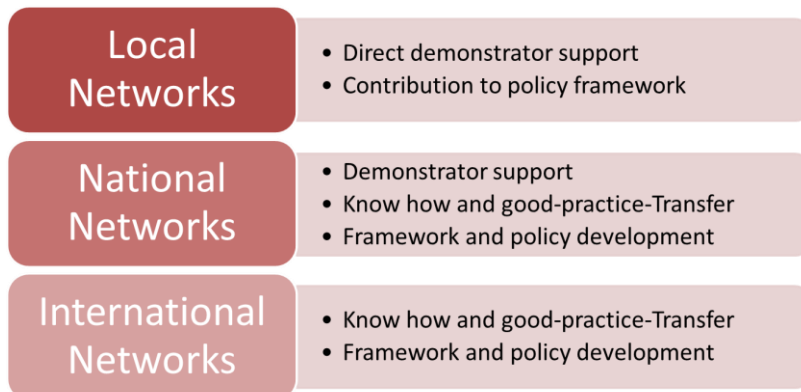 Local
Networks
• Direct demonstrator support
• Contribution to policy framework
National
Networks
• Demonstrator support
• Know how and good-practice-Transfer
• Framework and policy development
International
Networks
• Know how and good-practice-Transfer
• Framework and policy development